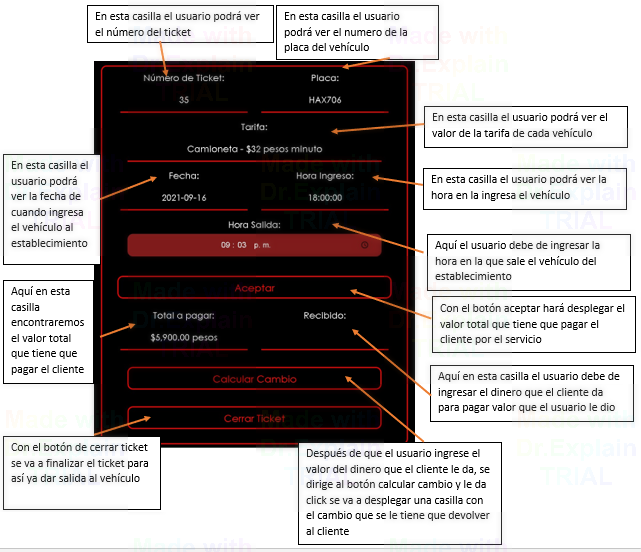 En esta casilla el usuario podrá ver
el número del ticket
En esta casilla el usuario
podrá ver el numero de la
placa del vehículo
Made with
Dr.Explain
TRIAL
Número de Ticket:
Placa:
35
HAX706
Tarifa:
Camioneta - $32 pesos minuto
En esta casilla el usuario podrá ver el
valor de la tarifa de cada vehículo
En esta casilla el
usuario podrá
ver la fecha de
cuando ingresa
el vehículo al
establecimiento
Fecha:
Hora Ingreso:
2021-09-16
18:00:00
En esta casilla el usuario podrá ver la
hora en la ingresa el vehículo
Made with
Dr.Explain
TRIAL
Hora Salida:
09 : 03 p. m.
Aquí el usuario debe de ingresar la
hora en la que sale el vehículo del
establecimiento
Aceptar
Aquí en esta
casilla
encontraremos
el valor total
que tiene que
pagar el cliente
Con el botón aceptar hará desplegar el
valor total que tiene que pagar el
cliente por el servicio
Total a pagar:
Recibido:
$5,900.00 pesos
Aquí en esta casilla el usuario debe de
ingresar el dinero que el cliente da
para pagar valor que el usuario le dio
Calcular Cambio
Cerrar Ticket
Made with
Dr.Explain
TRIAL
Con el botón de cerrar ticket
se va a finalizar el ticket para
así ya dar salida al vehículo
Después de que el usuario ingrese el
valor del dinero que el cliente le da, se
dirige al botón calcular cambio y le da
click se va a desplegar una casilla con
el cambio que se le tiene que devolver
al cliente